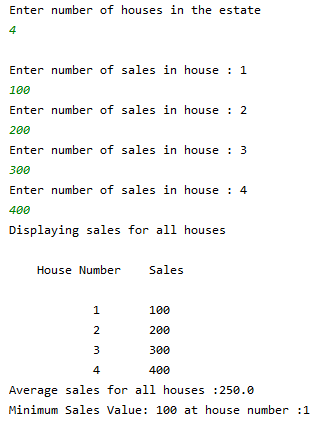 Enter number of houses in the estate
4
Enter number of sales in house : 1
100
Enter number of sales in house : 2
200
Enter number of sales in house : 3
300
Enter number of sales in house : 4
400
Displaying sales for all houses
House Number    Sales
1    100
2    200
3    300
4    400
Average sales for all houses :250.0
Minimum Sales Value: 100 at house number :1